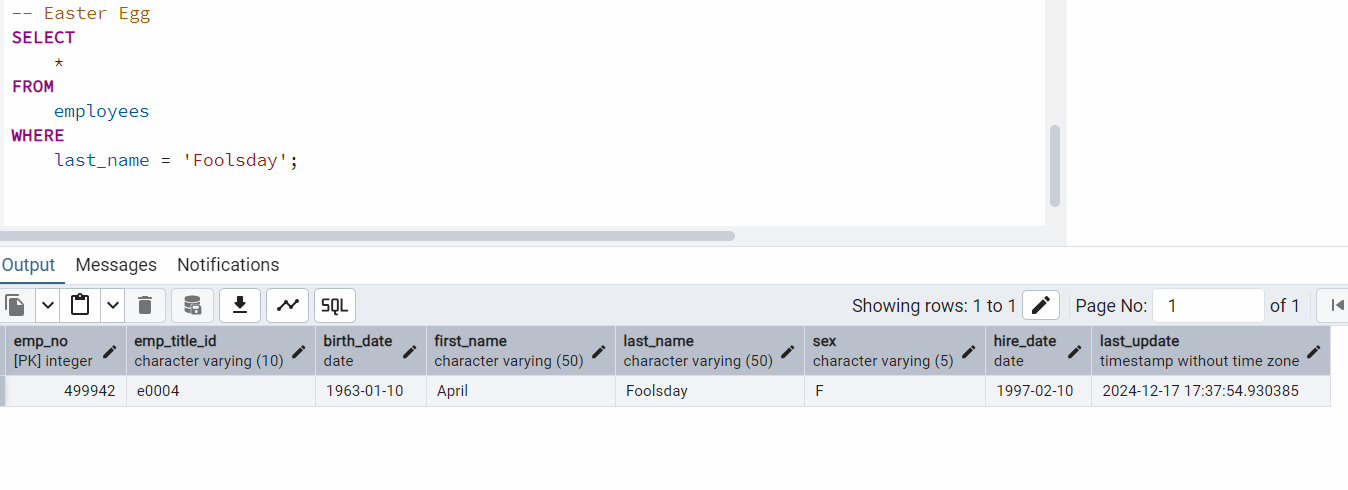 -- Easter Egg
SELECT
*
FROM
employees
WHERE
last_name = 'Foolsday';
Output Messages Notifications
SQL Showing rows: 1 to 1 Page No: 1 of 1
emp_no emp_title_id birth_date first_name last_name sex hire_date last_update
[PK] integer character varying (10) date character varying (50) character varying (50) character varying (5) date timestamp without time zone
499942 e0004 1963-01-10 April Foolsday F 1997-02-10 2024-12-17 17:37:54.930385